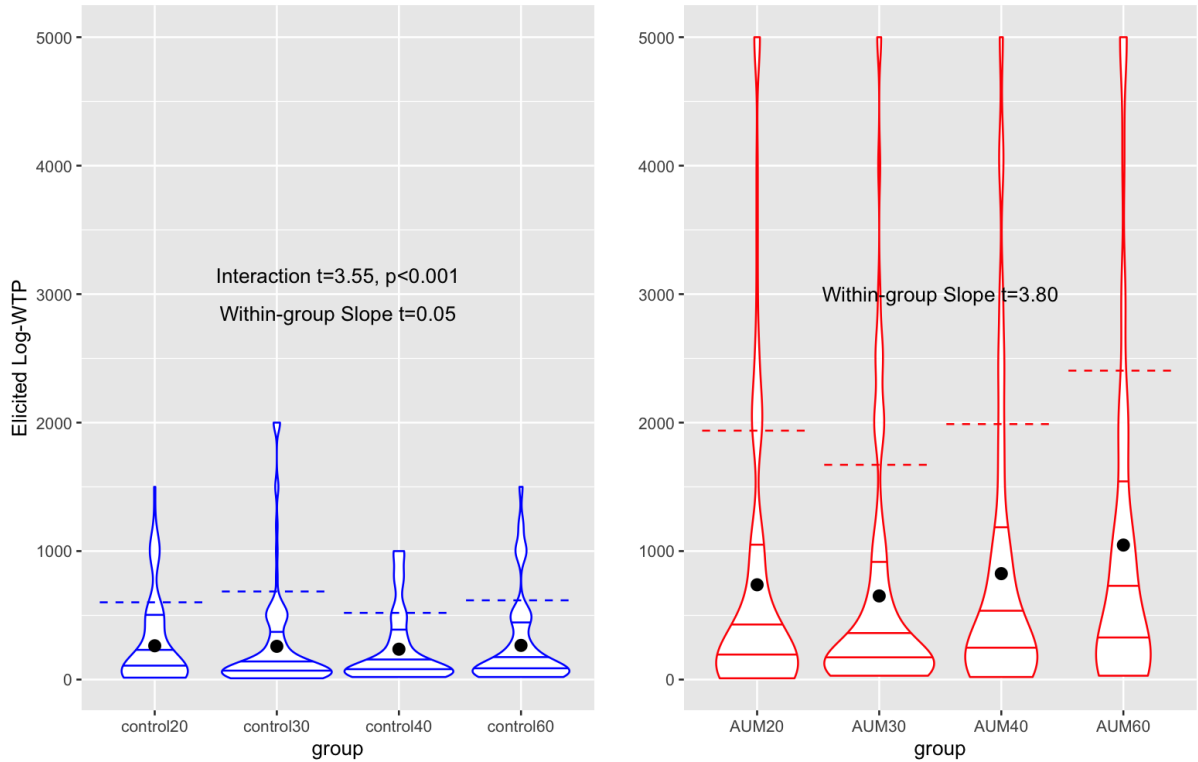 Elicited Log-WTP
5000
4000
3000
2000
1000
0
Interaction t=3.55, p<0.001
Within-group Slope t=0.05
control20
control30
control40
control60
group
5000
4000
3000
2000
1000
0
Within-group Slope t=3.80
AUM20
AUM30
AUM40
AUM60
group